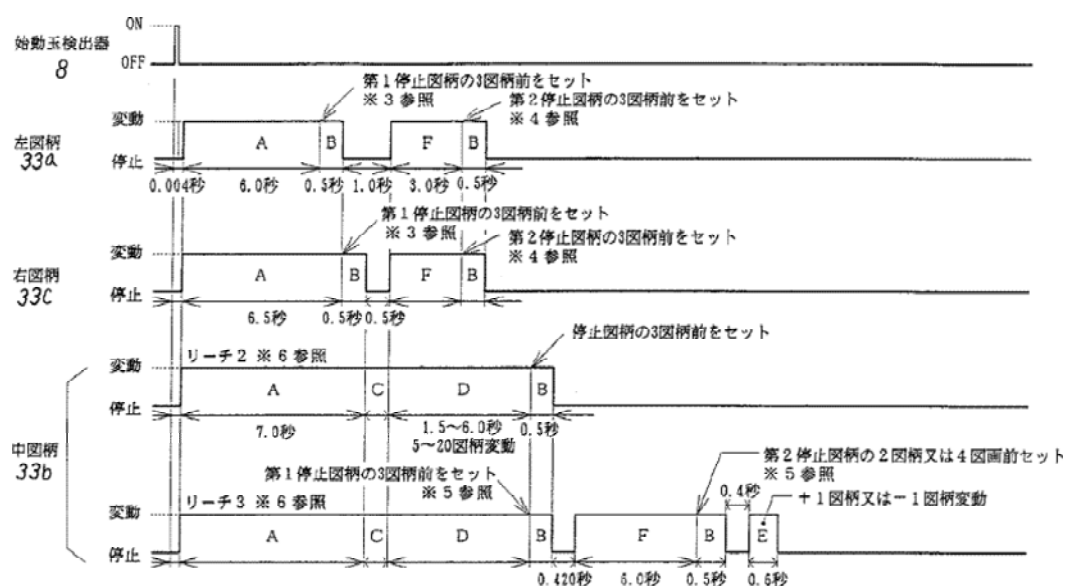 ON
始動玉検出器
8
OFF
第1停止図柄の3図柄前をセット
※3参照
第2停止図柄の3図柄前をセット
※4参照
変動
左図柄
33a
停止
A
B
F
B
0.004秒
6.0秒
0.5秒
1.0秒
3.0秒
0.5秒
第1停止図柄の3図柄前をセット
※3参照
第2停止図柄の3図柄前をセット
※4参照
変動
右図柄
33c
停止
A
B
F
B
6.5秒
0.5秒
0.5秒
停止図柄の3図柄前をセット
変動
リーチ2 ※6参照
停止
A
C
D
B
7.0秒
1.5~6.0秒
0.5秒
5~20図柄変動
中図柄
33b
第1停止図柄の3図柄前をセット
※5参照
第2停止図柄の2図柄又は4図画前セット
※5参照
0.4秒
+1図柄又は-1図柄変動
変動
リーチ3 ※6参照
停止
A
C
D
B
F
B
E
0.420秒
0.5秒
0.6秒